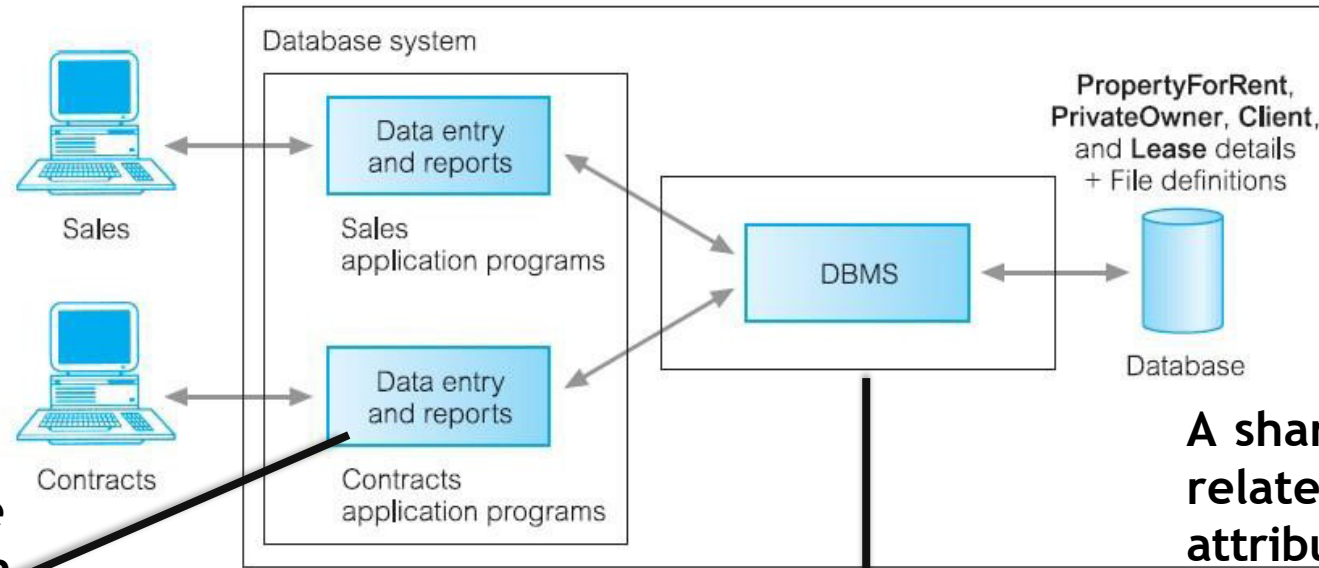 Database system
Data entry
and reports
Sales
Sales
application programs
Data entry
and reports
Contracts
Contracts
application programs
DBMS
PropertyForRent,
PrivateOwner, Client,
and Lease details
+ File definitions
Database
A shar
relate
attribu